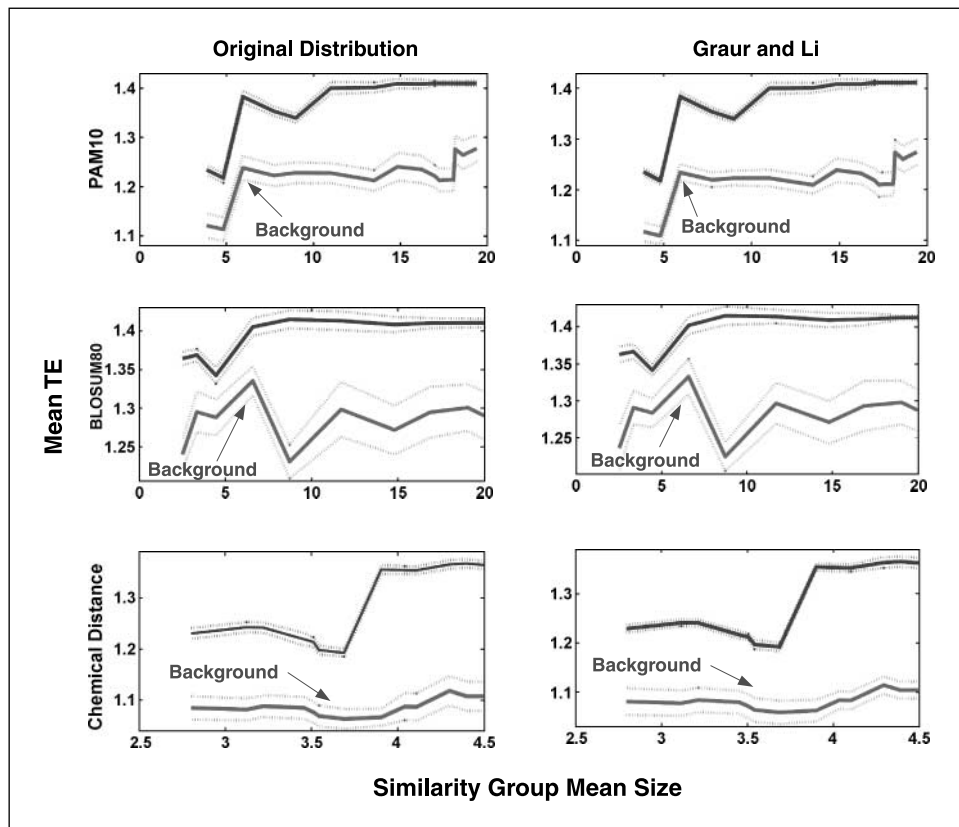 Original Distribution
Graur and Li
Mean TE
PAM10
1.4
1.3
1.2
1.1
Background
0 5 10 15 20
1.4
1.3
1.2
1.1
Background
0 5 10 15 20
BLOSUM80
1.4
1.35
1.3
1.25
Background
0 5 10 15 20
1.4
1.35
1.3
1.25
Background
0 5 10 15 20
Chemical Distance
1.3
1.2
1.1
Background
2.5 3 3.5 4 4.5
1.3
1.2
1.1
Background
2.5 3 3.5 4 4.5
Similarity Group Mean Size